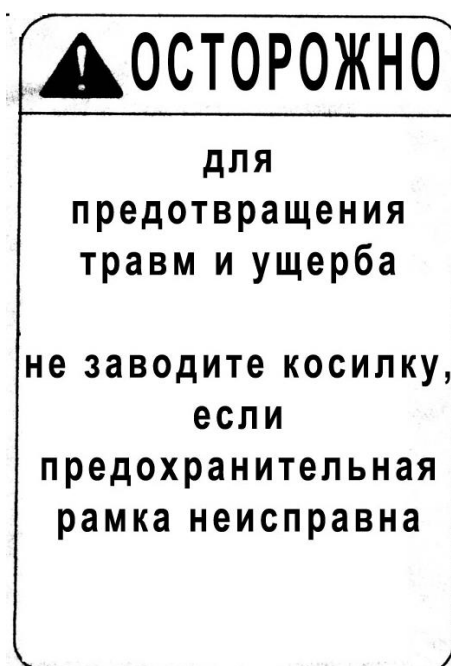 ОСТОРОЖНО
для
предотвращения
травм и ущерба
не заводите косилку,
если
предохранительная
рамка неисправна